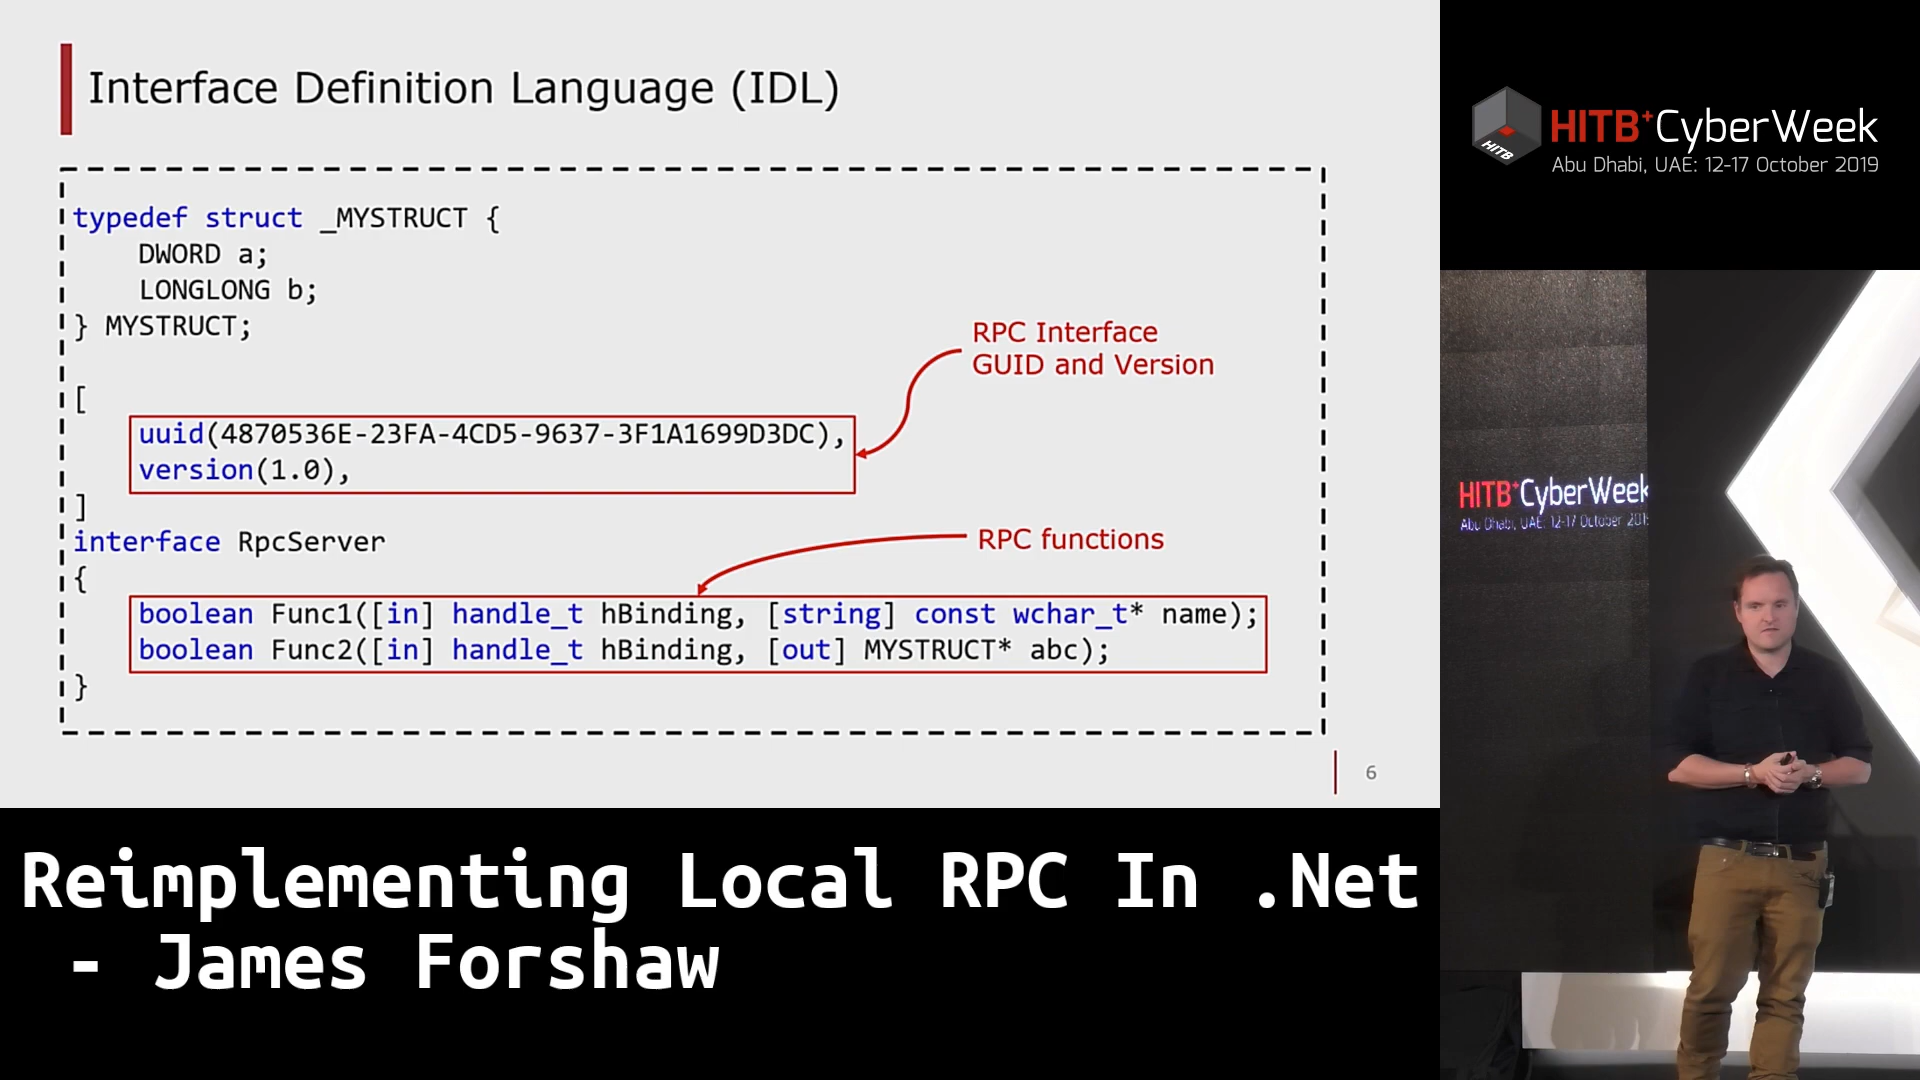 Interface Definition Language (IDL)
typedef struct _MYSTRUCT {
DWORD a;
LONGLONG b;
} MYSTRUCT;
RPC Interface
GUID and Version
[
uuid(4870536E-23FA-4CD5-9637-3F1A1699D3DC),
version(1.0),
]
interface RpcServer
RPC functions
{
boolean Func1([in] handle_t hBinding, [string] const wchar_t* name);
boolean Func2([in] handle_t hBinding, [out] MYSTRUCT* abc);
}
6
Reimplementing Local RPC In .Net
- James Forshaw
HITB
HITB+CyberWeek
Abu Dhabi, UAE: 12-17 October 2019
HITB+CyberWeek
Abu Dhabi, UAE: 12-17 October 201